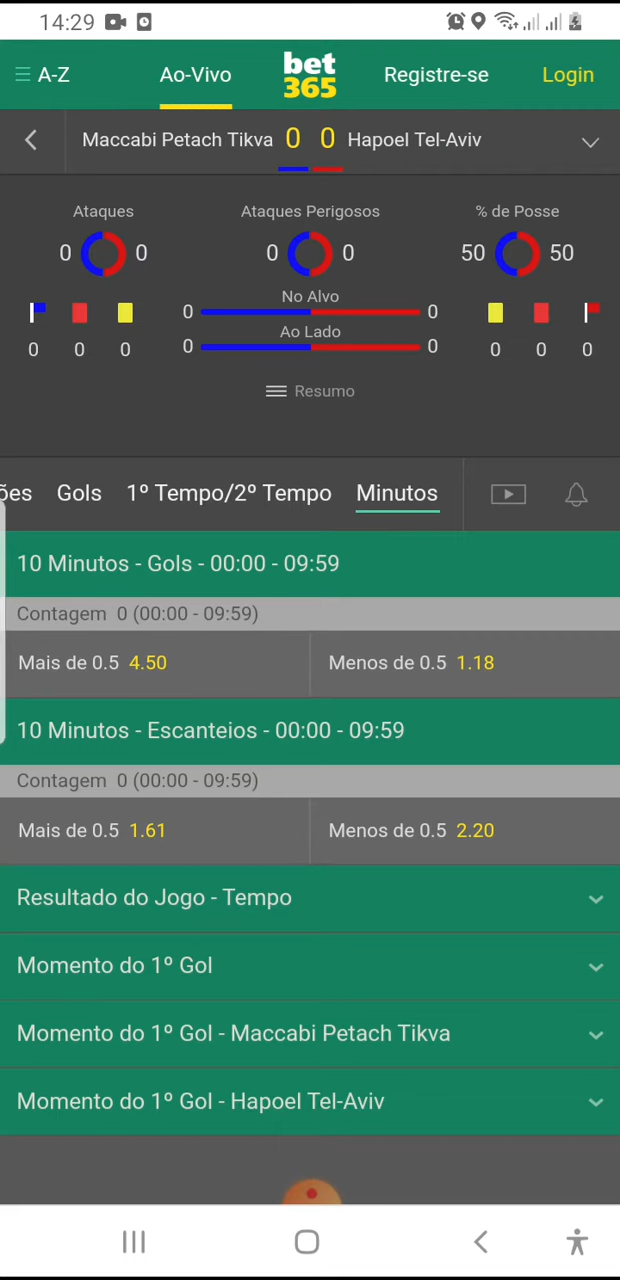 14:29
A-Z Ao-Vivo bet365 Registre-se Login
Maccabi Petach Tikva 0 0 Hapoel Tel-Aviv
Ataques Ataques Perigosos % de Posse
0 0 0 0 50 50
No Alvo
0 0
Ao Lado
0 0
0 0 0 0 0 0
Resumo
ões Gols 1º Tempo/2º Tempo Minutos
10 Minutos - Gols - 00:00 - 09:59
Contagem 0 (00:00 - 09:59)
Mais de 0.5 4.50 Menos de 0.5 1.18
10 Minutos - Escanteios - 00:00 - 09:59
Contagem 0 (00:00 - 09:59)
Mais de 0.5 1.61 Menos de 0.5 2.20
Resultado do Jogo - Tempo
Momento do 1º Gol
Momento do 1º Gol - Maccabi Petach Tikva
Momento do 1º Gol - Hapoel Tel-Aviv